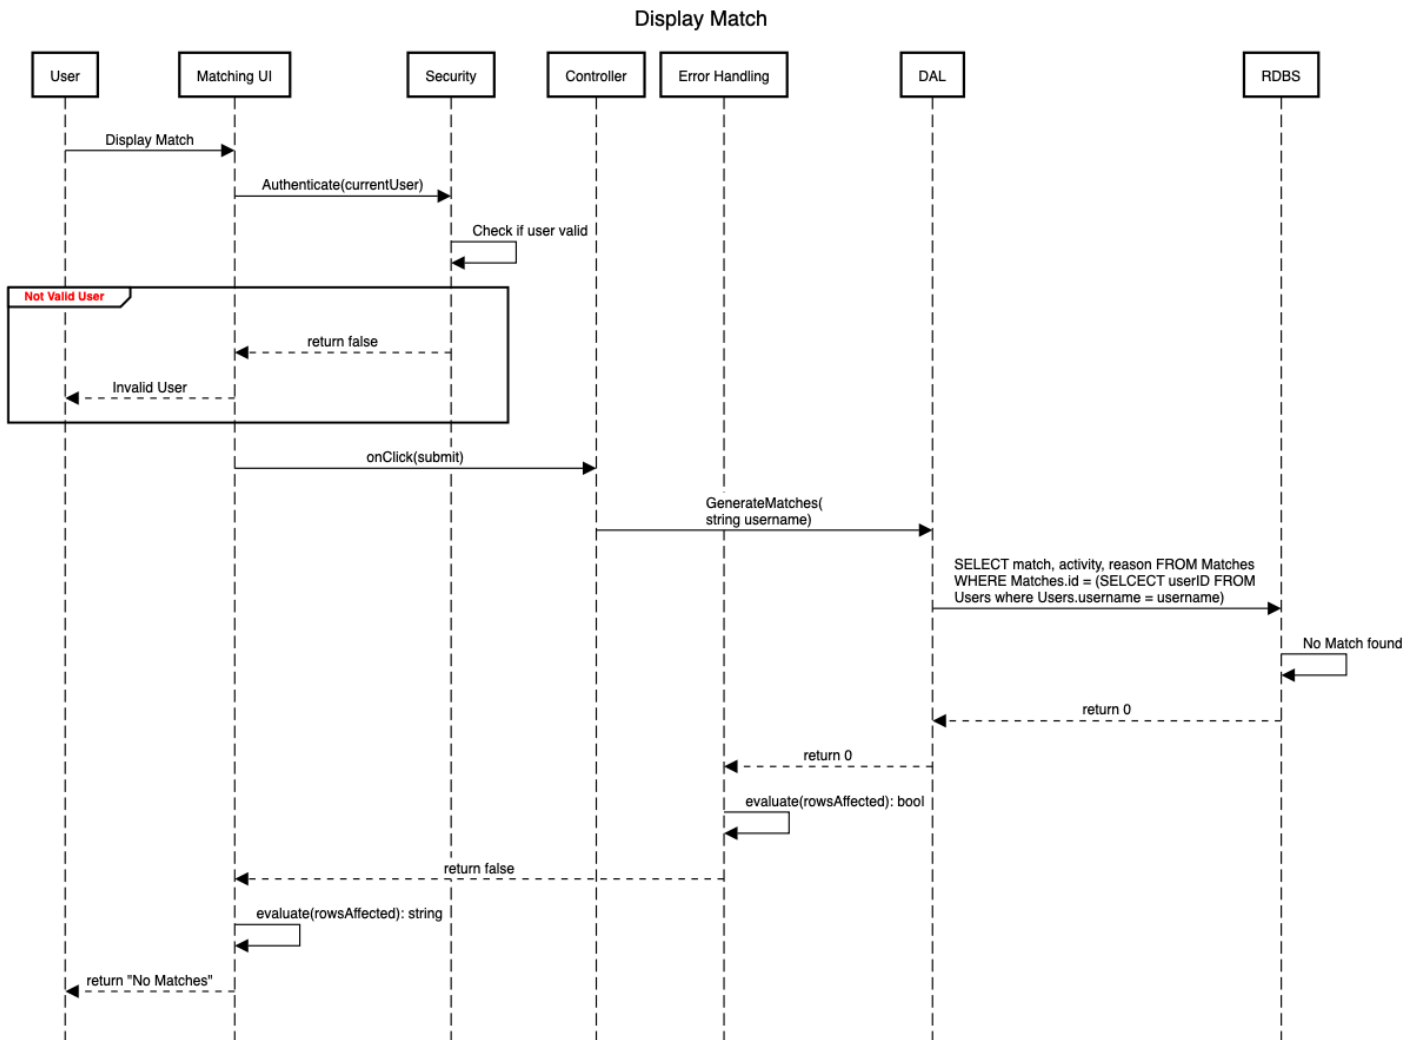 Display Match
User
Matching UI
Security
Controller
Error Handling
DAL
RDBS
Display Match
Authenticate(currentUser)
Check if user valid
Not Valid User
return false
Invalid User
onClick(submit)
GenerateMatches(
string username)
SELECT match, activity, reason FROM Matches
WHERE Matches.id = (SELCECT userID FROM
Users where Users.username = username)
No Match found
return 0
return 0
evaluate(rowsAffected): bool
return false
evaluate(rowsAffected): string
return "No Matches"